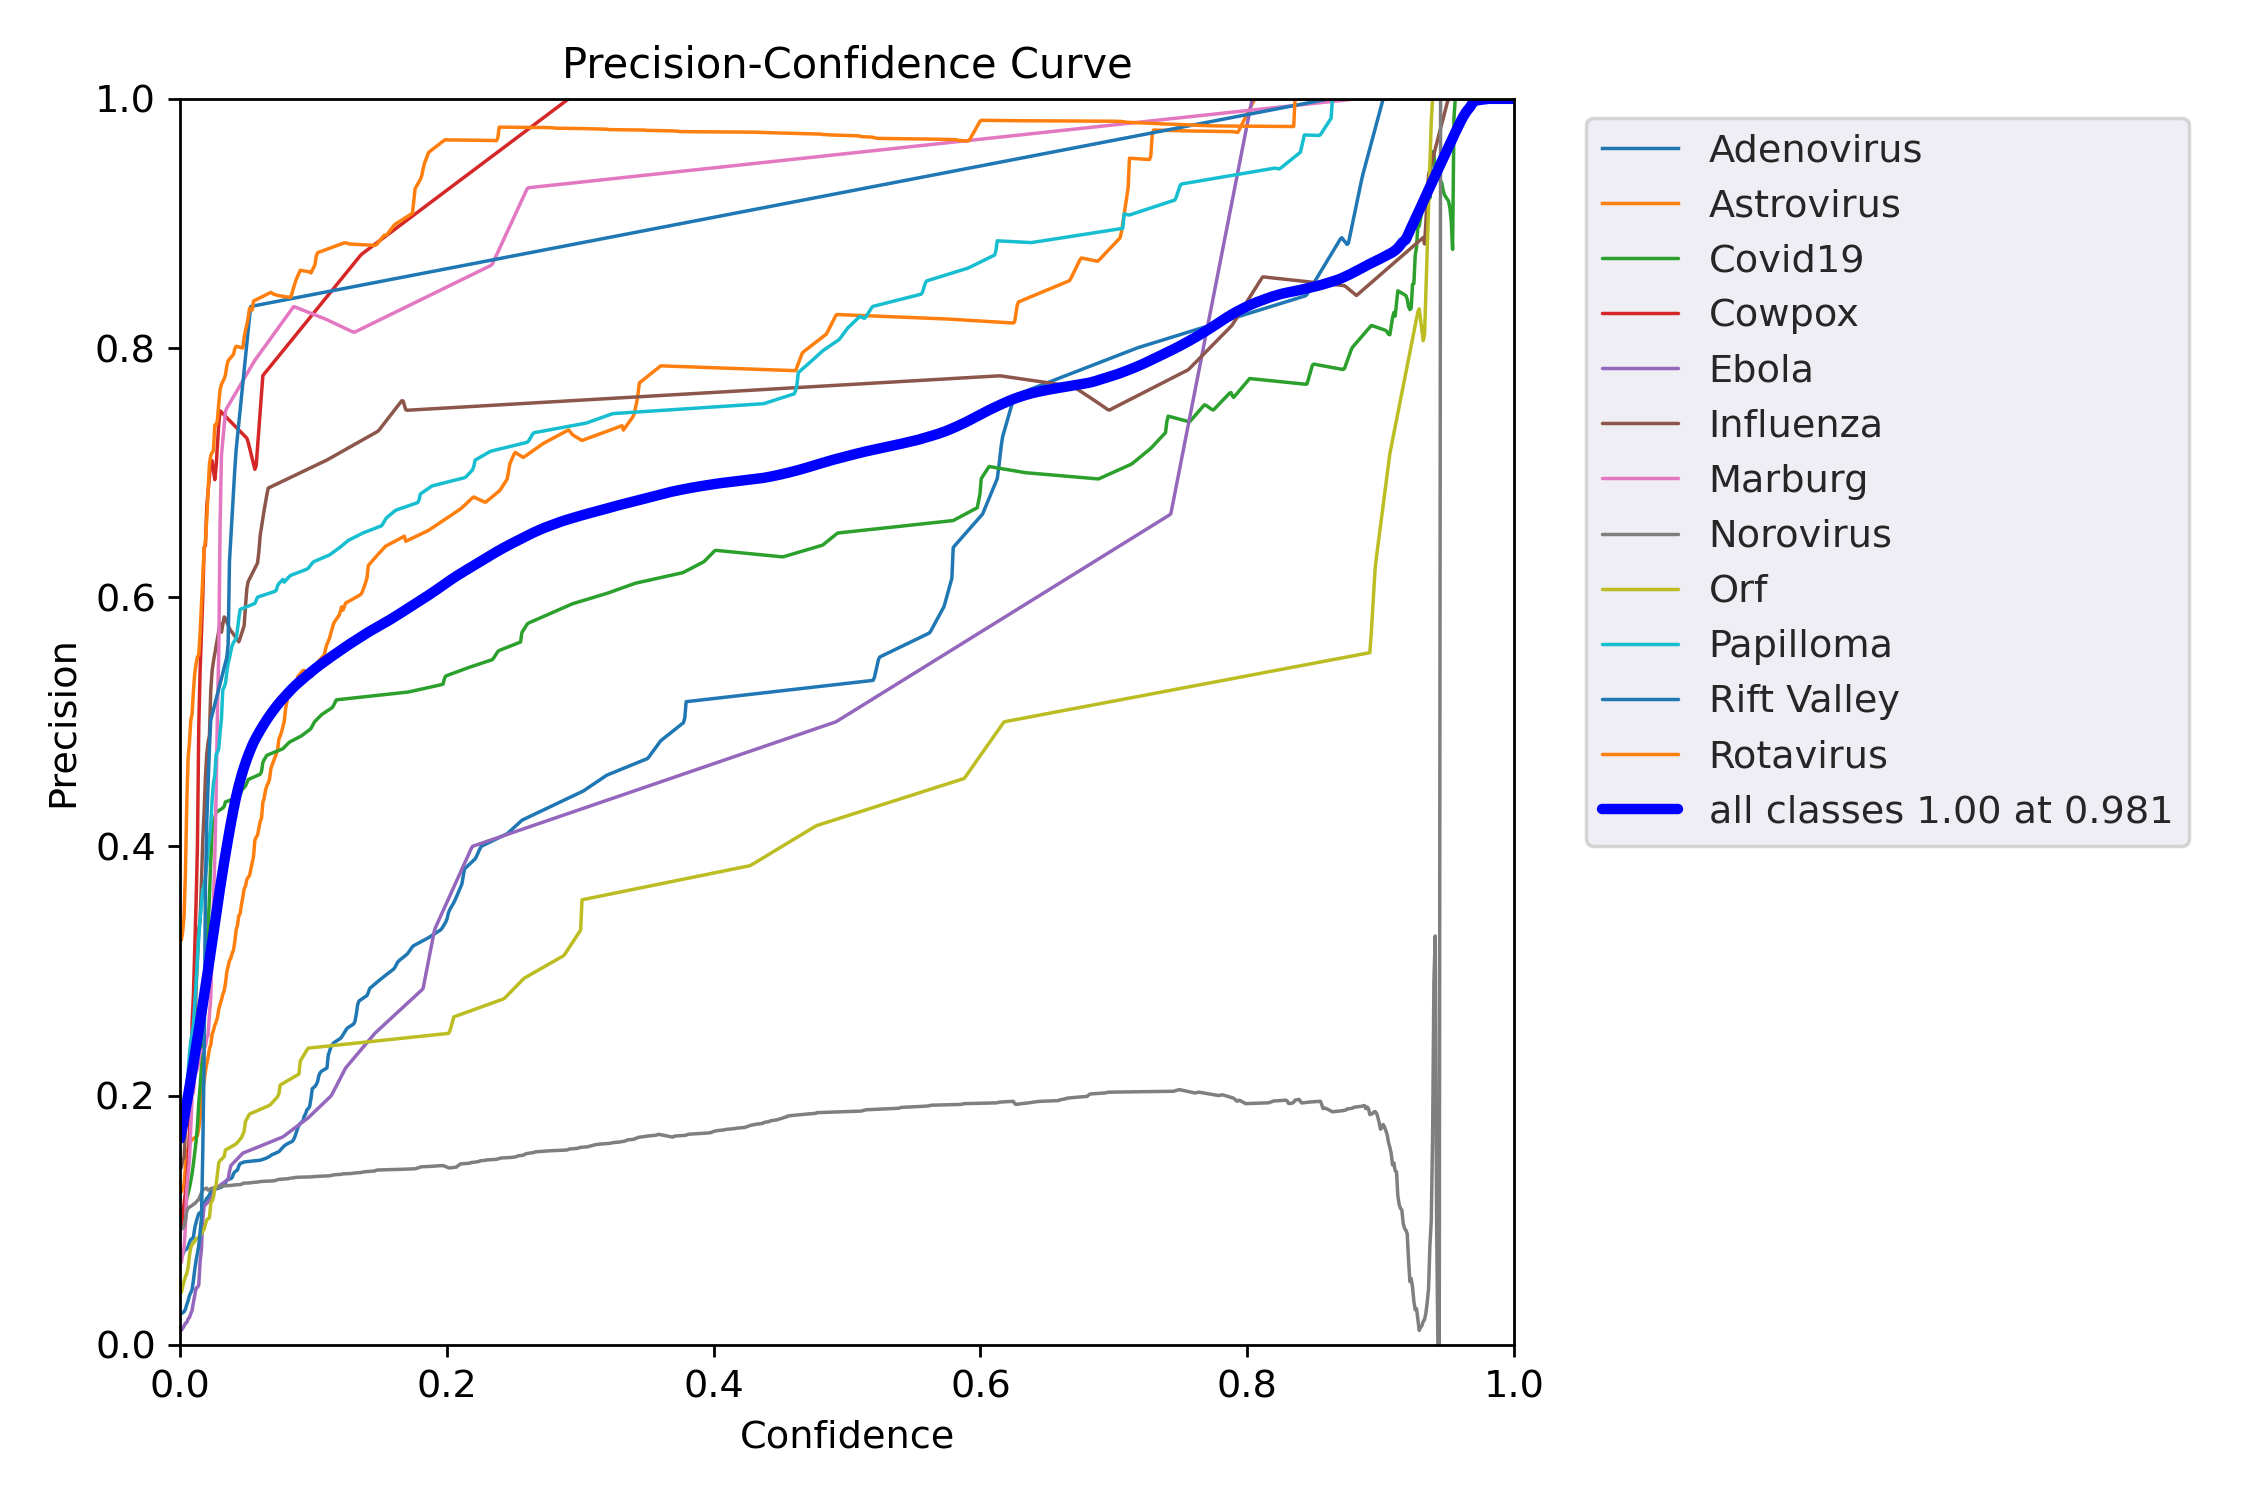 Precision-Confidence Curve
1.0
0.8
0.6
0.4
0.2
0.0
Precision
0.0 0.2 0.4 0.6 0.8 1.0
Confidence
Adenovirus
Astrovirus
Covid19
Cowpox
Ebola
Influenza
Marburg
Norovirus
Orf
Papilloma
Rift Valley
Rotavirus
all classes 1.00 at 0.981